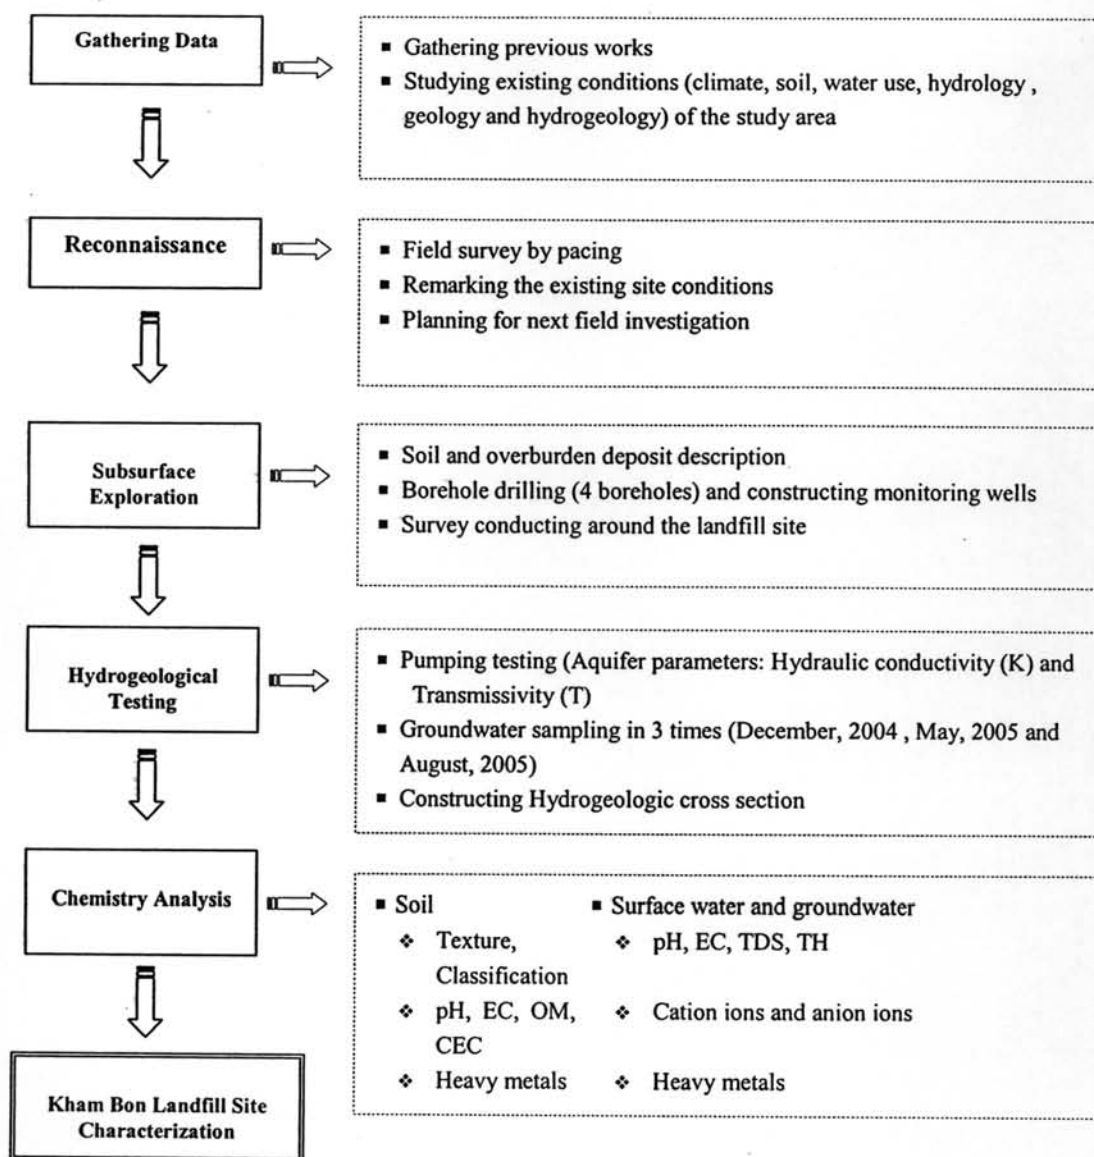 Gathering Data
▪ Gathering previous works
▪ Studying existing conditions (climate, soil, water use, hydrology ,
geology and hydrogeology) of the study area
Reconnaissance
▪ Field survey by pacing
▪ Remarking the existing site conditions
▪ Planning for next field investigation
Subsurface
Exploration
▪ Soil and overburden deposit description
▪ Borehole drilling (4 boreholes) and constructing monitoring wells
▪ Survey conducting around the landfill site
Hydrogeological
Testing
▪ Pumping testing (Aquifer parameters: Hydraulic conductivity (K) and
Transmissivity (T)
▪ Groundwater sampling in 3 times (December, 2004 , May, 2005 and
August, 2005)
▪ Constructing Hydrogeologic cross section
Chemistry Analysis
▪ Soil
❖ Texture,
Classification
❖ pH, EC, OM,
CEC
❖ Heavy metals
▪ Surface water and groundwater
❖ pH, EC, TDS, TH
❖ Cation ions and anion ions
❖ Heavy metals
Kham Bon Landfill Site
Characterization